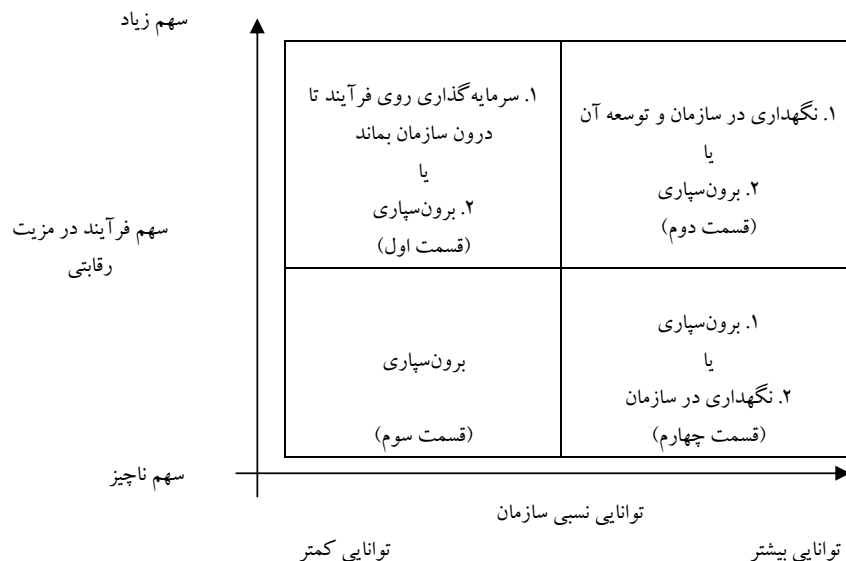 سهم زیاد
۱. نگهداری در سازمان و توسعه آن
یا
۲. برون‌سپاری
(قسمت دوم)
۱. سرمایه‌گذاری روی فرآیند تا
درون سازمان بماند
یا
۲. برون‌سپاری
(قسمت اول)
سهم فرآیند در مزیت
رقابتی
۱. برون‌سپاری
یا
۲. نگهداری در سازمان
(قسمت چهارم)
برون‌سپاری
(قسمت سوم)
سهم ناچیز
توانایی نسبی سازمان
توانایی بیشتر
توانایی کمتر